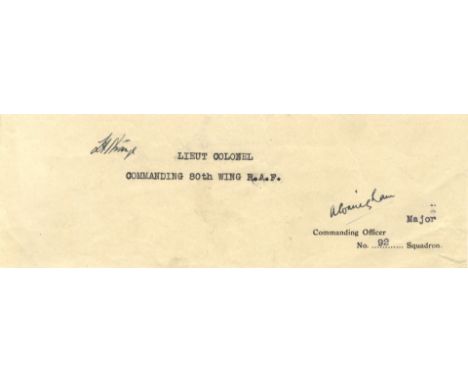 LIEUT COLONEL
COMMANDING 80th WING R.A.F.
Major
Commanding Officer
No. ...92... Squadron.